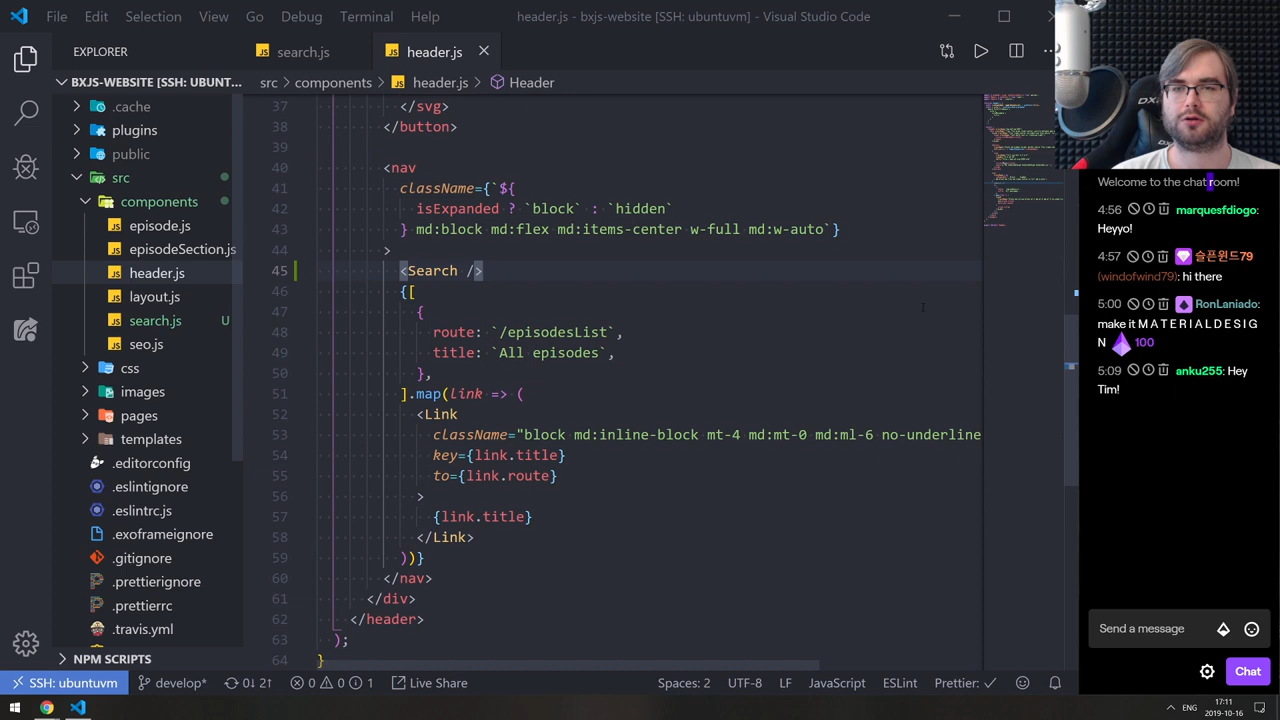 File Edit Selection View Go Debug Terminal Help header.js - bxjs-website [SSH: ubuntuvm] - Visual Studio Code
EXPLORER
JS search.js
JS header.js
BXJS-WEBSITE [SSH: UBUNT...
src > components > JS header.js > Header
.cache
plugins
public
src
components
JS episode.js
JS episodeSection.js
JS header.js
JS layout.js
JS search.js U
JS seo.js
css
images
pages
templates
.editorconfig
.eslintignore
.eslintrc.js
.exoframeignore
.gitignore
.prettierignore
.prettierrc
.travis.yml
NPM SCRIPTS
37 </svg>
38 </button>
39
40 <nav
41 className={`${
42 isExpanded ? `block` : `hidden`
43 } md:block md:flex md:items-center w-full md:w-auto`}
44 >
45 <Search />
46 {[
47 {
48 route: `/episodesList`,
49 title: `All episodes`,
50 },
51 ].map(link => (
52 <Link
53 className="block md:inline-block mt-4 md:mt-0 md:ml-6 no-underline
54 key={link.title}
55 to={link.route}
56 >
57 {link.title}
58 </Link>
59 ))}
60 </nav>
61 </div>
62 </header>
63 );
64 }
Welcome to the chat room!
4:56 marquesfdiogo:
Heyyo!
4:57 슬픈윈드79
(windofwind79): hi there
5:00 RonLaniado:
make it M A T E R I A L D E S I G
N 100
5:09 anku255: Hey
Tim!
Send a message
Chat
SSH: ubuntuvm develop* 0↓ 2↑ 0 0 1 Live Share Spaces: 2 UTF-8 LF JavaScript ESLint Prettier: ✓
ENG 17:11
2019-10-16